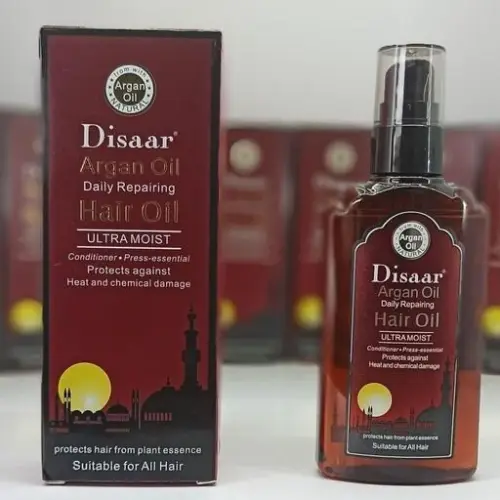 from with
Argan
Oil
NATURAL
Disaar®
Argan Oil
Daily Repairing
Hair Oil
ULTRA MOIST
Conditioner • Press-essential
Protects against
Heat and chemical damage
protects hair from plant essence
Suitable for All Hair
Argan
Oil
NATURAL
Disaar®
Argan Oil
Daily Repairing
Hair Oil
ULTRA MOIST
Conditioner•Press-essential
Protects against
Heat and chemical damage
protects hair from plant essence
Suitable for All Hair